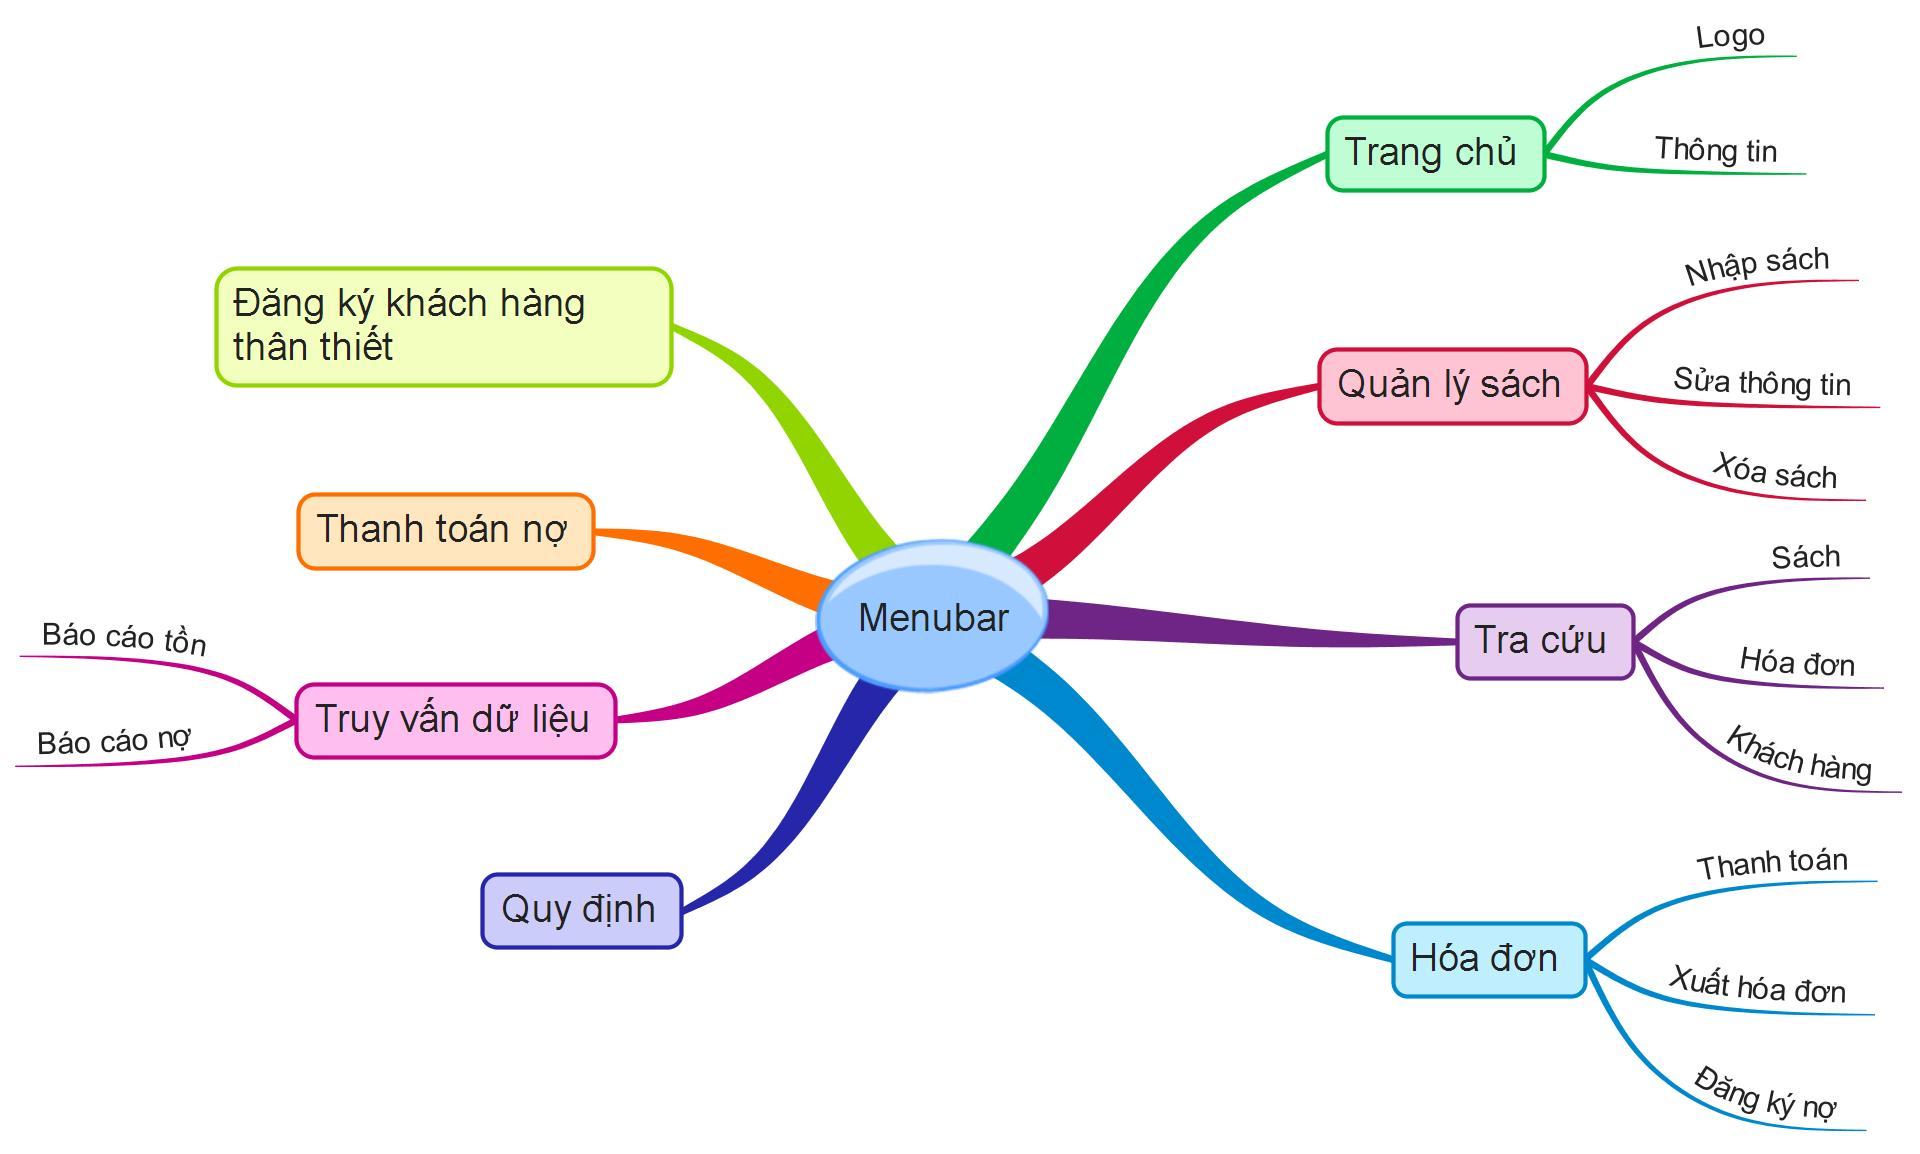 Menubar
Trang chủ
Logo
Thông tin
Quản lý sách
Nhập sách
Sửa thông tin
Xóa sách
Tra cứu
Sách
Hóa đơn
Khách hàng
Hóa đơn
Thanh toán
Xuất hóa đơn
Đăng ký nợ
Đăng ký khách hàng
thân thiết
Thanh toán nợ
Truy vấn dữ liệu
Báo cáo tồn
Báo cáo nợ
Quy định